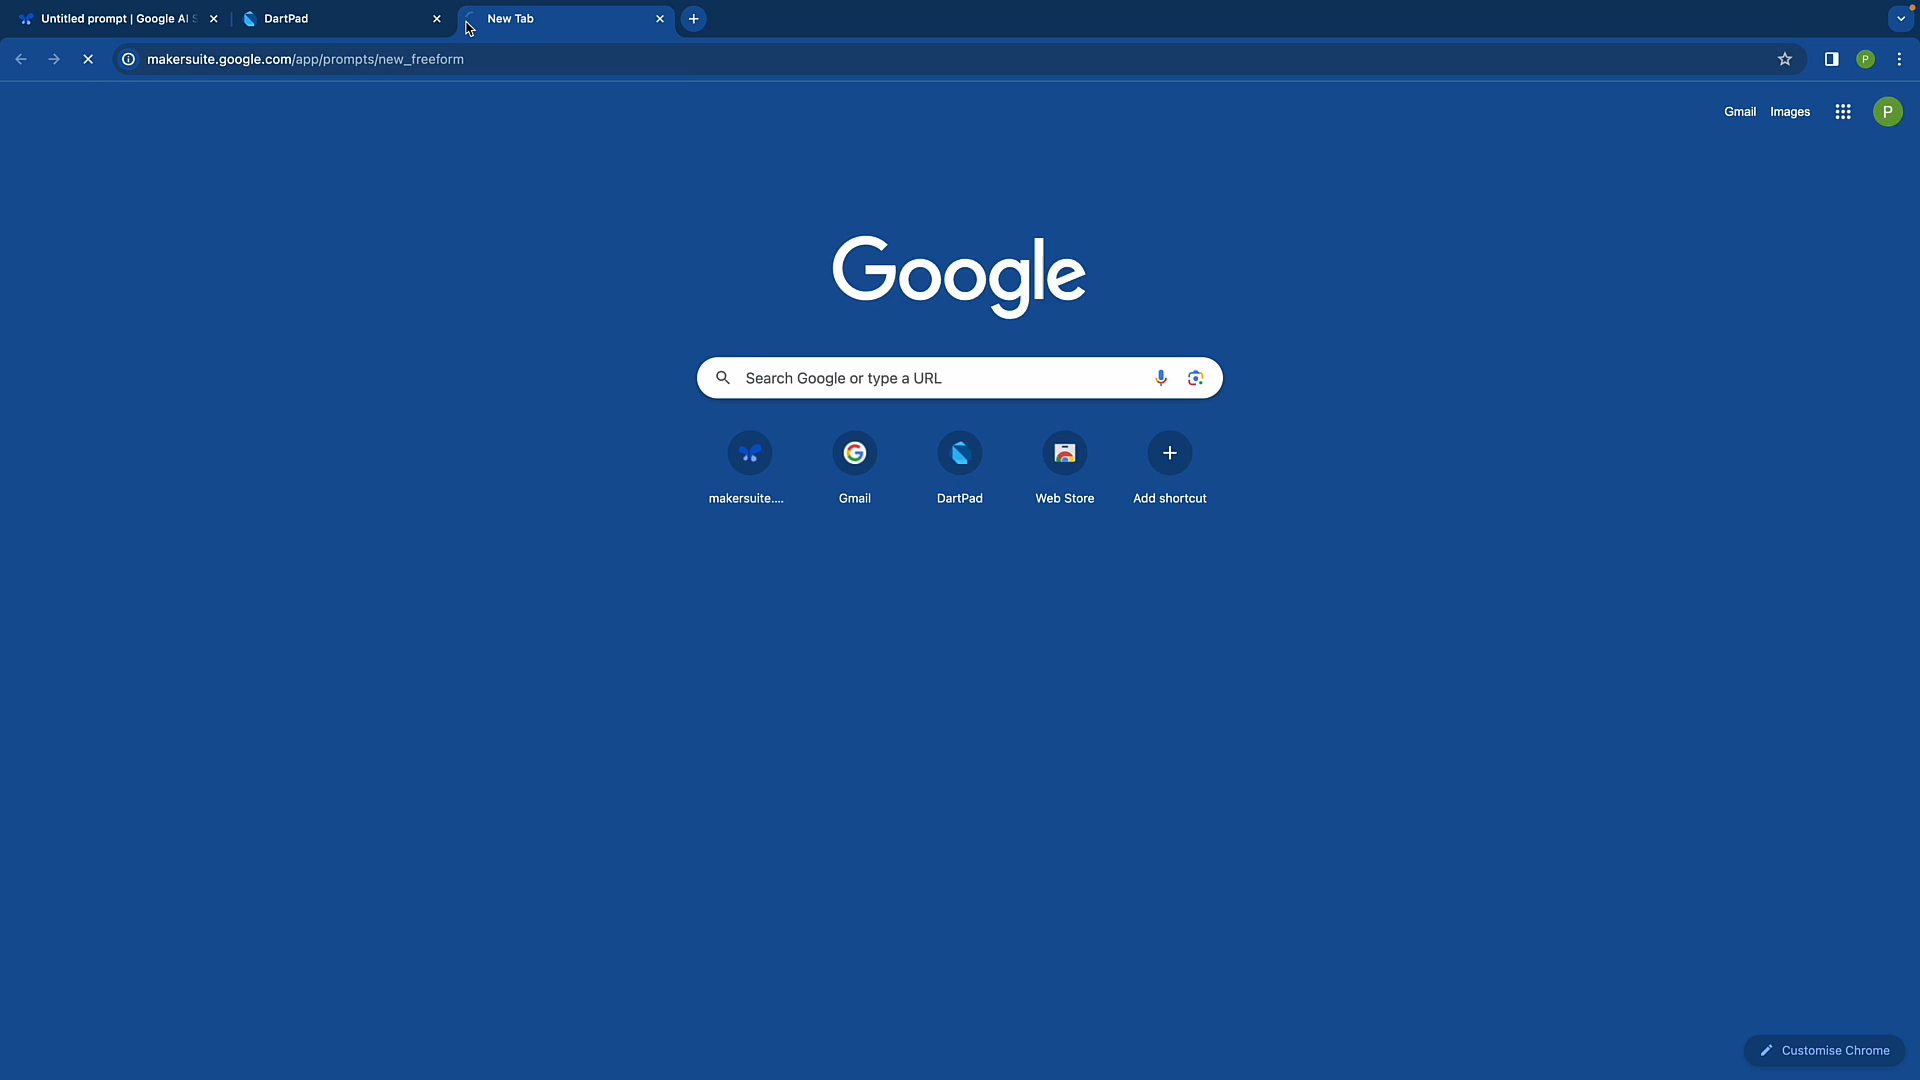 Untitled prompt | Google AI S
DartPad
New Tab
makersuite.google.com/app/prompts/new_freeform
P
Gmail
Images
P
Google
Search Google or type a URL
makersuite....
Gmail
DartPad
Web Store
Add shortcut
Customise Chrome